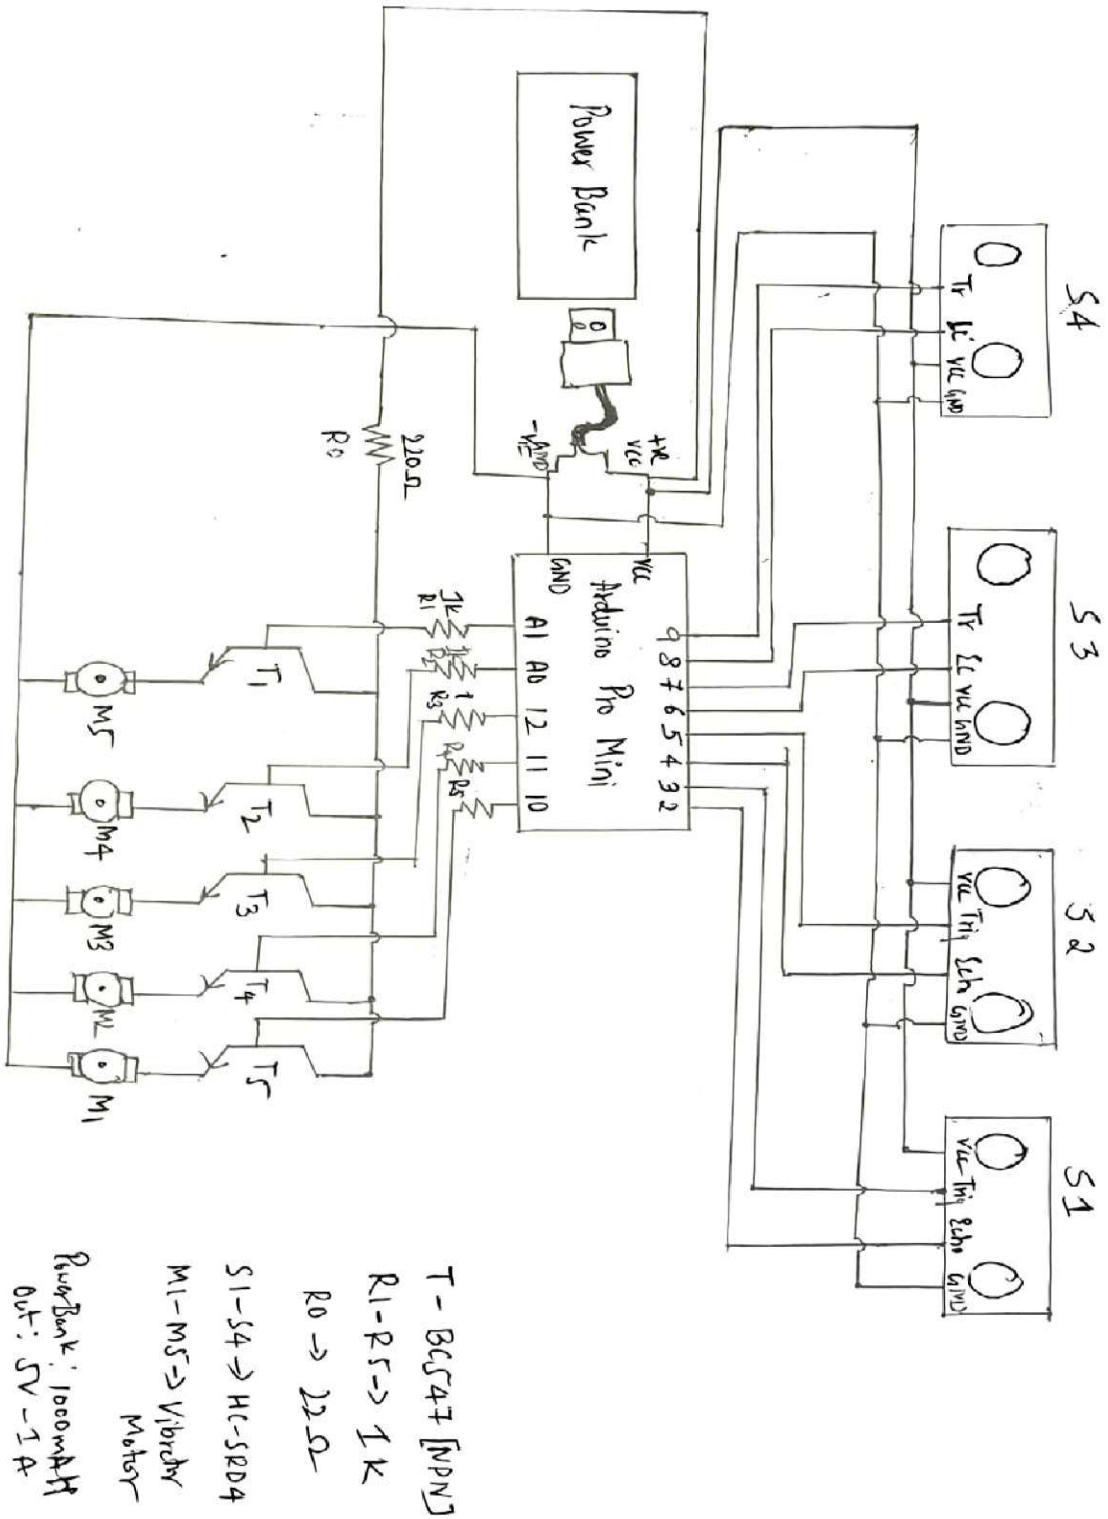 S4
Tr
Ec
VCC
GND
S3
Tr
Ec
VCC
GND
S2
VCC
Trig
Echo
GND
S1
VCC
Trig
Echo
GND
Power Bank
+ve
VCC
-VE
GND
VCC
GND
Arduino Pro Mini
9 8 7 6 5 4 3 2
A1 A0 12 11 10
220Ω
R0
1K
R1
R3
R5
T1
T2
T3
T4
T5
M5
M4
M3
M2
M1
T - BC547 [NPN]
R1-R5 -> 1K
R0 -> 22Ω
S1-S4 -> HC-SR04
M1-M5 -> Vibrator
Motor
PowerBank: 1000mAH
Out: 5V - 1A